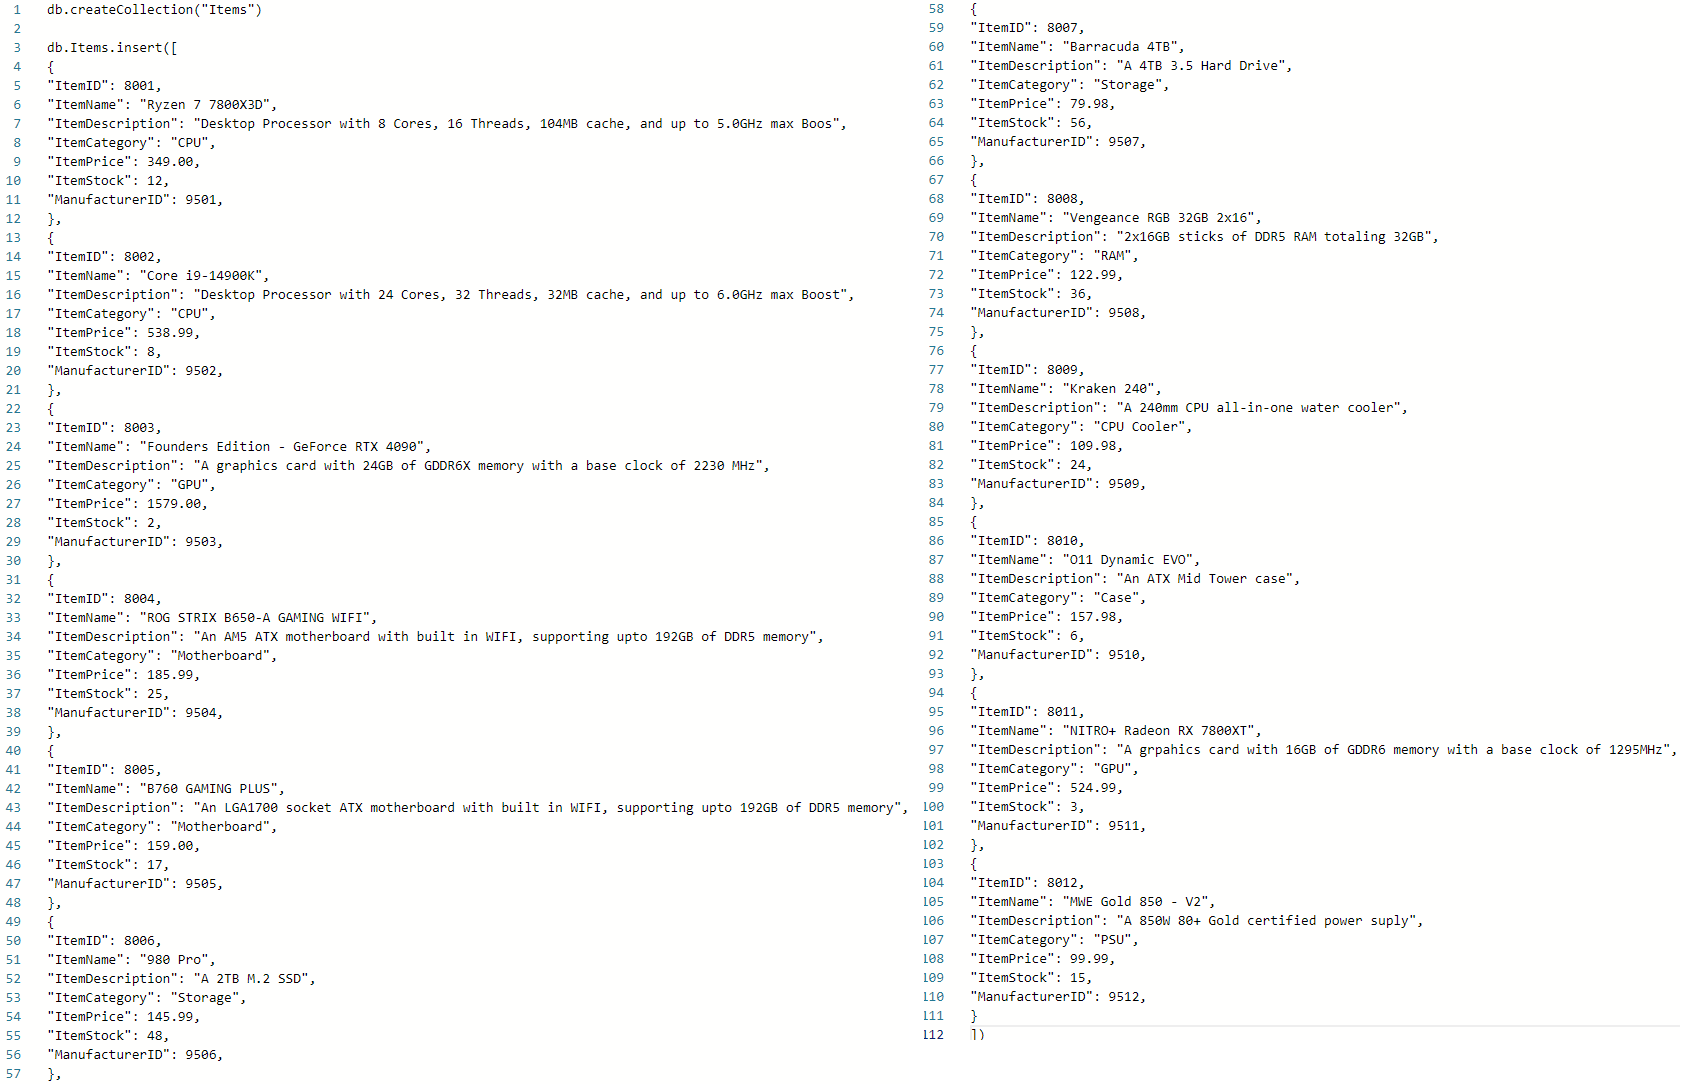 1 db.createCollection("Items")
2
3 db.Items.insert([
4 {
5 "ItemID": 8001,
6 "ItemName": "Ryzen 7 7800X3D",
7 "ItemDescription": "Desktop Processor with 8 Cores, 16 Threads, 104MB cache, and up to 5.0GHz max Boos",
8 "ItemCategory": "CPU",
9 "ItemPrice": 349.00,
10 "ItemStock": 12,
11 "ManufacturerID": 9501,
12 },
13 {
14 "ItemID": 8002,
15 "ItemName": "Core i9-14900K",
16 "ItemDescription": "Desktop Processor with 24 Cores, 32 Threads, 32MB cache, and up to 6.0GHz max Boost",
17 "ItemCategory": "CPU",
18 "ItemPrice": 538.99,
19 "ItemStock": 8,
20 "ManufacturerID": 9502,
21 },
22 {
23 "ItemID": 8003,
24 "ItemName": "Founders Edition - GeForce RTX 4090",
25 "ItemDescription": "A graphics card with 24GB of GDDR6X memory with a base clock of 2230 MHz",
26 "ItemCategory": "GPU",
27 "ItemPrice": 1579.00,
28 "ItemStock": 2,
29 "ManufacturerID": 9503,
30 },
31 {
32 "ItemID": 8004,
33 "ItemName": "ROG STRIX B650-A GAMING WIFI",
34 "ItemDescription": "An AM5 ATX motherboard with built in WIFI, supporting upto 192GB of DDR5 memory",
35 "ItemCategory": "Motherboard",
36 "ItemPrice": 185.99,
37 "ItemStock": 25,
38 "ManufacturerID": 9504,
39 },
40 {
41 "ItemID": 8005,
42 "ItemName": "B760 GAMING PLUS",
43 "ItemDescription": "An LGA1700 socket ATX motherboard with built in WIFI, supporting upto 192GB of DDR5 memory",
44 "ItemCategory": "Motherboard",
45 "ItemPrice": 159.00,
46 "ItemStock": 17,
47 "ManufacturerID": 9505,
48 },
49 {
50 "ItemID": 8006,
51 "ItemName": "980 Pro",
52 "ItemDescription": "A 2TB M.2 SSD",
53 "ItemCategory": "Storage",
54 "ItemPrice": 145.99,
55 "ItemStock": 48,
56 "ManufacturerID": 9506,
57 },
58 {
59 "ItemID": 8007,
60 "ItemName": "Barracuda 4TB",
61 "ItemDescription": "A 4TB 3.5 Hard Drive",
62 "ItemCategory": "Storage",
63 "ItemPrice": 79.98,
64 "ItemStock": 56,
65 "ManufacturerID": 9507,
66 },
67 {
68 "ItemID": 8008,
69 "ItemName": "Vengeance RGB 32GB 2x16",
70 "ItemDescription": "2x16GB sticks of DDR5 RAM totaling 32GB",
71 "ItemCategory": "RAM",
72 "ItemPrice": 122.99,
73 "ItemStock": 36,
74 "ManufacturerID": 9508,
75 },
76 {
77 "ItemID": 8009,
78 "ItemName": "Kraken 240",
79 "ItemDescription": "A 240mm CPU all-in-one water cooler",
80 "ItemCategory": "CPU Cooler",
81 "ItemPrice": 109.98,
82 "ItemStock": 24,
83 "ManufacturerID": 9509,
84 },
85 {
86 "ItemID": 8010,
87 "ItemName": "O11 Dynamic EVO",
88 "ItemDescription": "An ATX Mid Tower case",
89 "ItemCategory": "Case",
90 "ItemPrice": 157.98,
91 "ItemStock": 6,
92 "ManufacturerID": 9510,
93 },
94 {
95 "ItemID": 8011,
96 "ItemName": "NITRO+ Radeon RX 7800XT",
97 "ItemDescription": "A grpahics card with 16GB of GDDR6 memory with a base clock of 1295MHz",
98 "ItemCategory": "GPU",
99 "ItemPrice": 524.99,
100 "ItemStock": 3,
101 "ManufacturerID": 9511,
102 },
103 {
104 "ItemID": 8012,
105 "ItemName": "MWE Gold 850 - V2",
106 "ItemDescription": "A 850W 80+ Gold certified power suply",
107 "ItemCategory": "PSU",
108 "ItemPrice": 99.99,
109 "ItemStock": 15,
110 "ManufacturerID": 9512,
111 }
112 ])